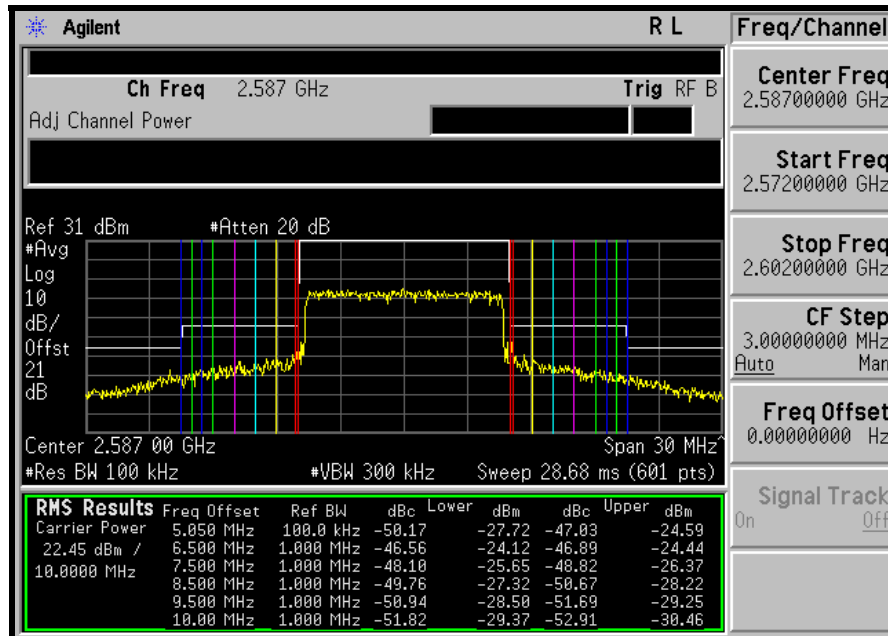 Agilent R L Freq/Channel
Ch Freq 2.587 GHz Trig RF B
Adj Channel Power
Center Freq
2.58700000 GHz
Start Freq
2.57200000 GHz
Stop Freq
2.60200000 GHz
CF Step
3.00000000 MHz
Auto Man
Freq Offset
0.00000000 Hz
Signal Track
On Off
Ref 31 dBm #Atten 20 dB
#Avg
Log
10
dB/
Offst
21
dB
Center 2.587 00 GHz Span 30 MHz^
#Res BW 100 kHz #VBW 300 kHz Sweep 28.68 ms (601 pts)
RMS Results Freq Offset Ref BW dBc Lower dBm dBc Upper dBm
Carrier Power 5.050 MHz 100.0 kHz -50.17 -27.72 -47.03 -24.59
22.45 dBm / 6.500 MHz 1.000 MHz -46.56 -24.12 -46.89 -24.44
10.0000 MHz 7.500 MHz 1.000 MHz -48.10 -25.65 -48.82 -26.37
8.500 MHz 1.000 MHz -49.76 -27.32 -50.67 -28.22
9.500 MHz 1.000 MHz -50.94 -28.50 -51.69 -29.25
10.00 MHz 1.000 MHz -51.82 -29.37 -52.91 -30.46